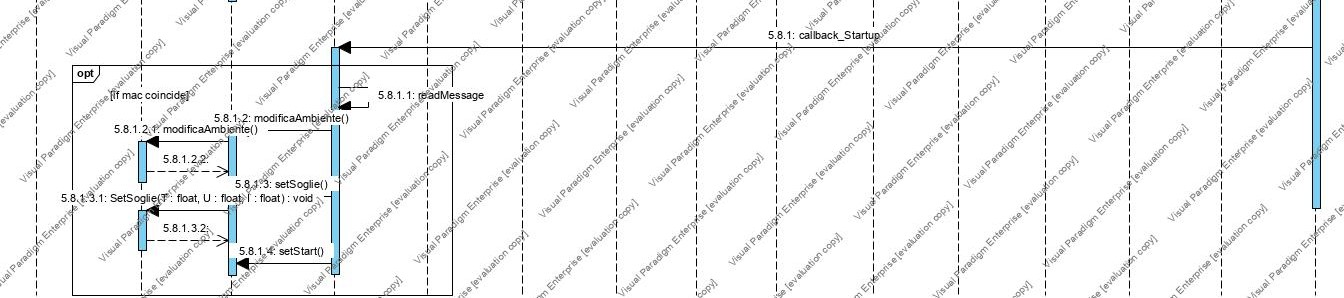 5.8.1: callback_Startup
opt
[if mac coincide]
5.8.1.1: readMessage
5.8.1.2: modificaAmbiente()
5.8.1.2.1: modificaAmbiente()
5.8.1.2.2:
5.8.1.3: setSoglie()
5.8.1.3.1: SetSoglie(T : float, U : float, I : float) : void
5.8.1.3.2:
5.8.1.4: setStart()
Visual Paradigm Enterprise [evaluation copy]